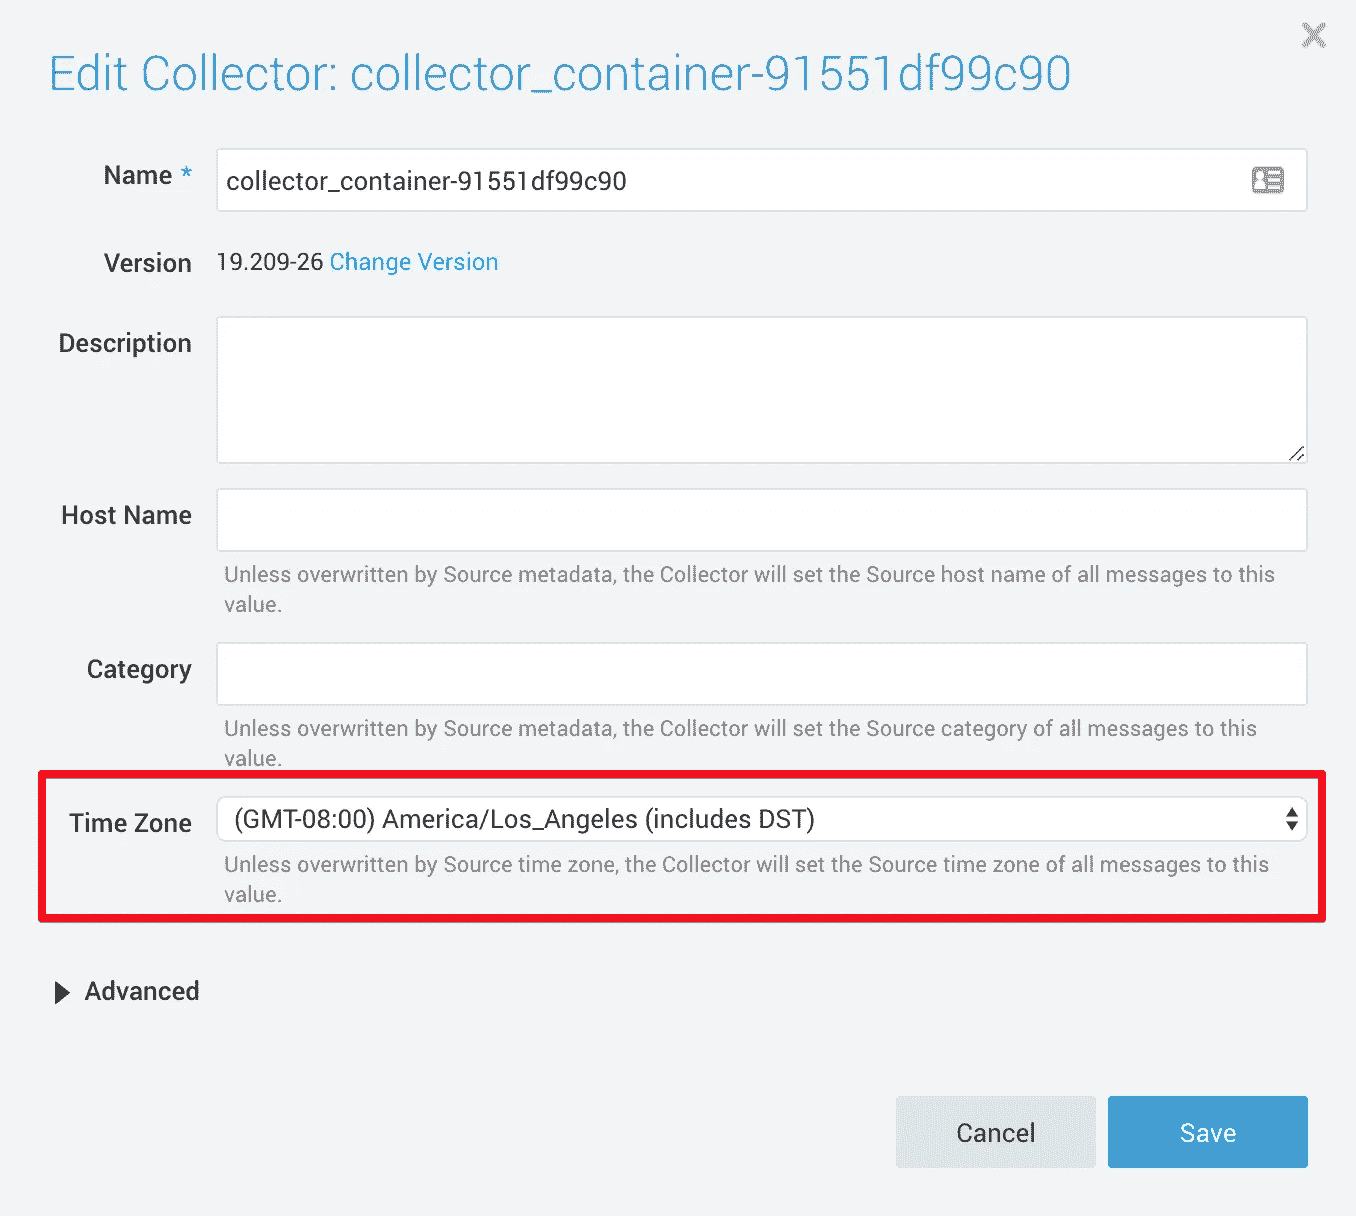 Edit Collector: collector_container-91551df99c90
Name *
collector_container-91551df99c90
Version
19.209-26 Change Version
Description
Host Name
Unless overwritten by Source metadata, the Collector will set the Source host name of all messages to this
value.
Category
Unless overwritten by Source metadata, the Collector will set the Source category of all messages to this
value.
Time Zone
(GMT-08:00) America/Los_Angeles (includes DST)
Unless overwritten by Source time zone, the Collector will set the Source time zone of all messages to this
value.
Advanced
Cancel
Save